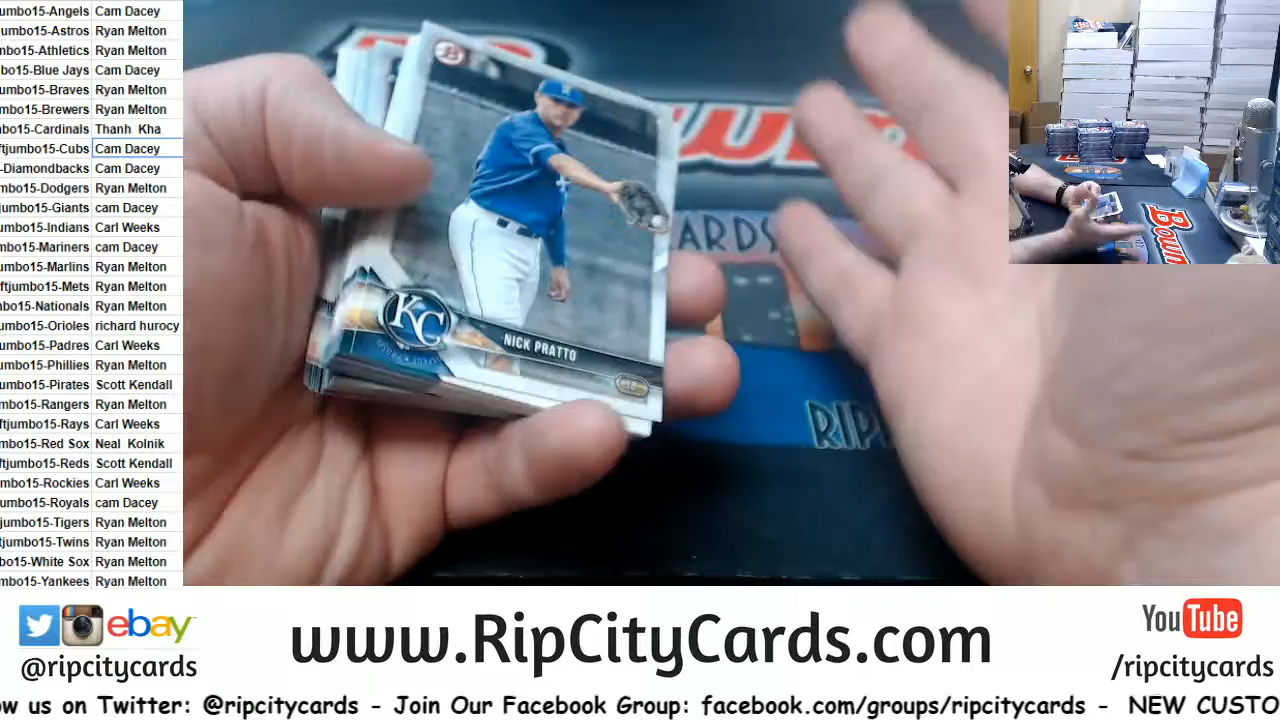 umbo15-Angels Cam Dacey
umbo15-Astros Ryan Melton
mbo15-Athletics Ryan Melton
bo15-Blue Jays Cam Dacey
umbo15-Braves Ryan Melton
mbo15-Brewers Ryan Melton
nbo15-Cardinals Thanh Kha
ftjumbo15-Cubs Cam Dacey
-Diamondbacks Cam Dacey
umbo15-Dodgers Ryan Melton
jumbo15-Giants cam Dacey
umbo15-Indians Carl Weeks
mbo15-Mariners cam Dacey
umbo15-Marlins Ryan Melton
ftjumbo15-Mets Ryan Melton
nbo15-Nationals Ryan Melton
umbo15-Orioles richard hurocy
umbo15-Padres Carl Weeks
mbo15-Phillies Ryan Melton
umbo15-Pirates Scott Kendall
mbo15-Rangers Ryan Melton
ftjumbo15-Rays Carl Weeks
mbo15-Red Sox Neal Kolnik
ftjumbo15-Reds Scott Kendall
mbo15-Rockies Carl Weeks
umbo15-Royals cam Dacey
jumbo15-Tigers Ryan Melton
tjumbo15-Twins Ryan Melton
bo15-White Sox Ryan Melton
mbo15-Yankees Ryan Melton
KC
NICK PRATTO
CARDS
RIP
Bown
ebay
@ripcitycards
www.RipCityCards.com
YouTube
/ripcitycards
ow us on Twitter: @ripcitycards - Join Our Facebook Group: facebook.com/groups/ripcitycards - NEW CUSTO